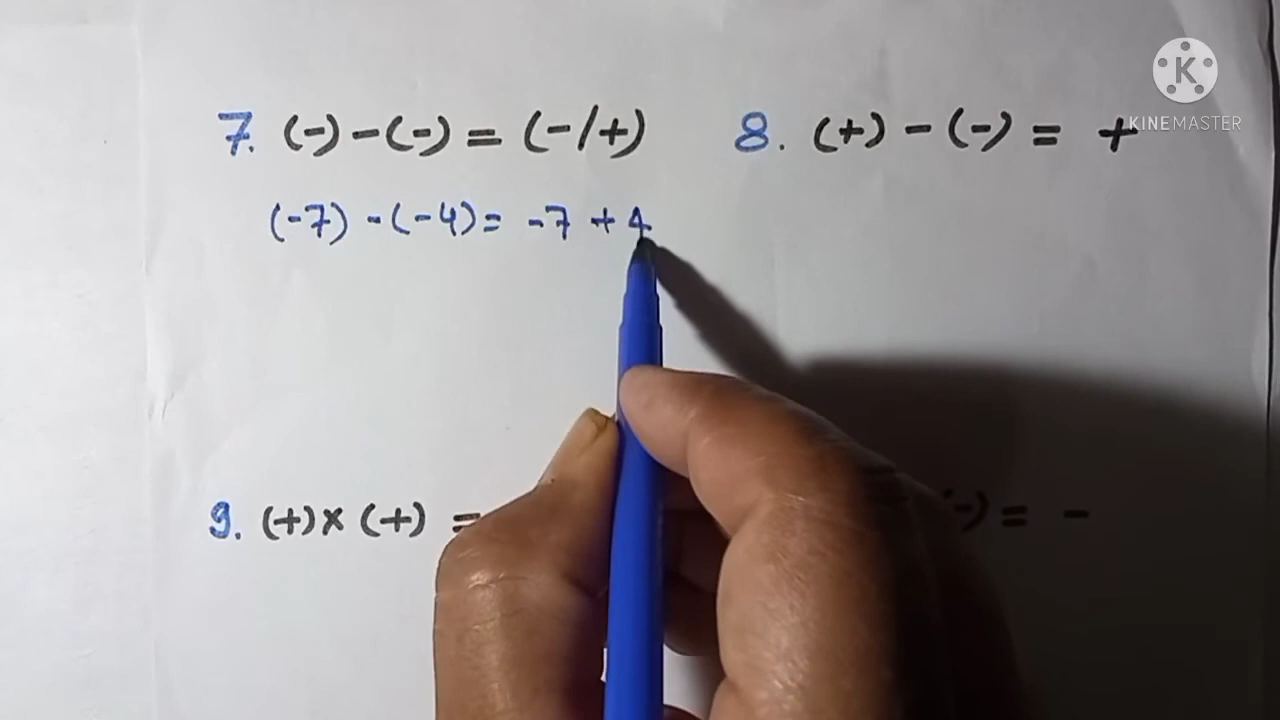 7. (-) - (-) = (-/+)
8. (+) - (-) = +
(-7) - (-4) = -7 + 4
9. (+) × (+) =
-) = -
K
KINEMASTER